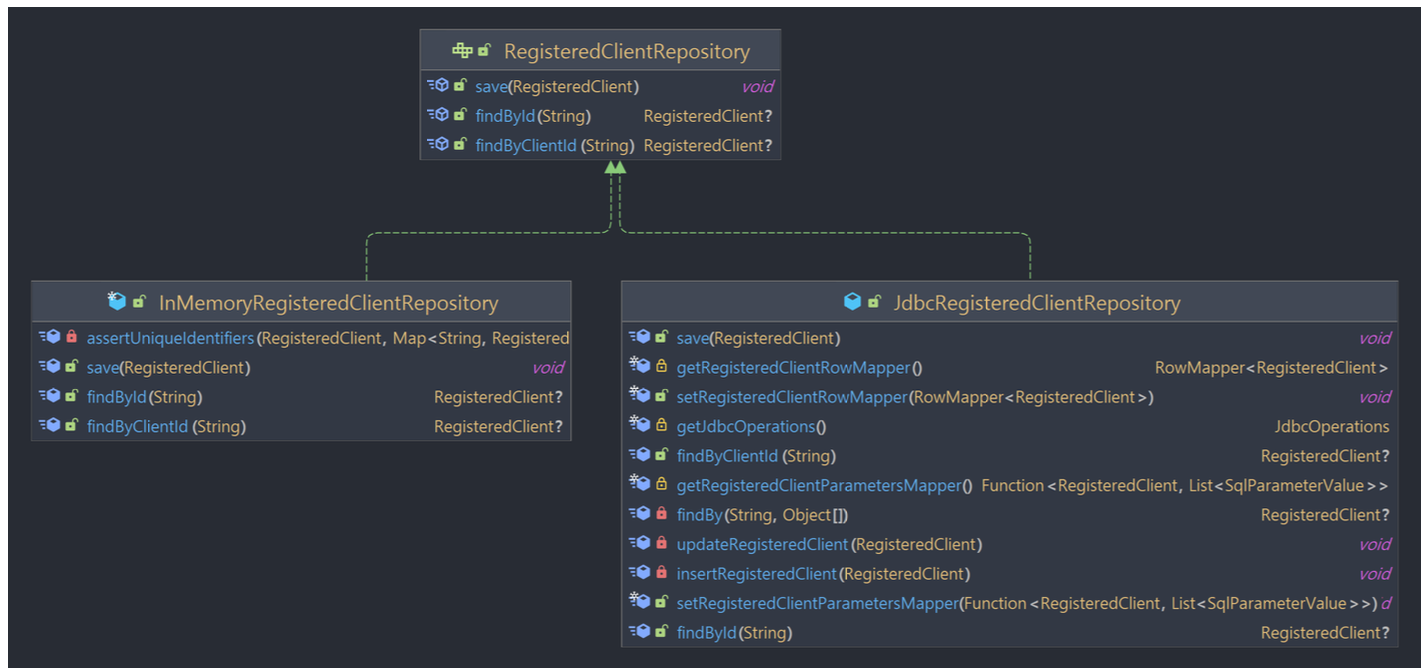 RegisteredClientRepository
save(RegisteredClient) void
findById(String) RegisteredClient?
findByClientId (String) RegisteredClient?
InMemoryRegisteredClientRepository
assertUniqueIdentifiers(RegisteredClient, Map<String, Registered
save(RegisteredClient) void
findById(String) RegisteredClient?
findByClientId (String) RegisteredClient?
JdbcRegisteredClientRepository
save(RegisteredClient) void
getRegisteredClientRowMapper() RowMapper<RegisteredClient>
setRegisteredClientRowMapper(RowMapper<RegisteredClient>) void
getJdbcOperations() JdbcOperations
findByClientId (String) RegisteredClient?
getRegisteredClientParametersMapper() Function<RegisteredClient, List<SqlParameterValue>>
findBy(String, Object[]) RegisteredClient?
updateRegisteredClient(RegisteredClient) void
insertRegisteredClient(RegisteredClient) void
setRegisteredClientParametersMapper(Function<RegisteredClient, List<SqlParameterValue>>) d
findById(String) RegisteredClient?